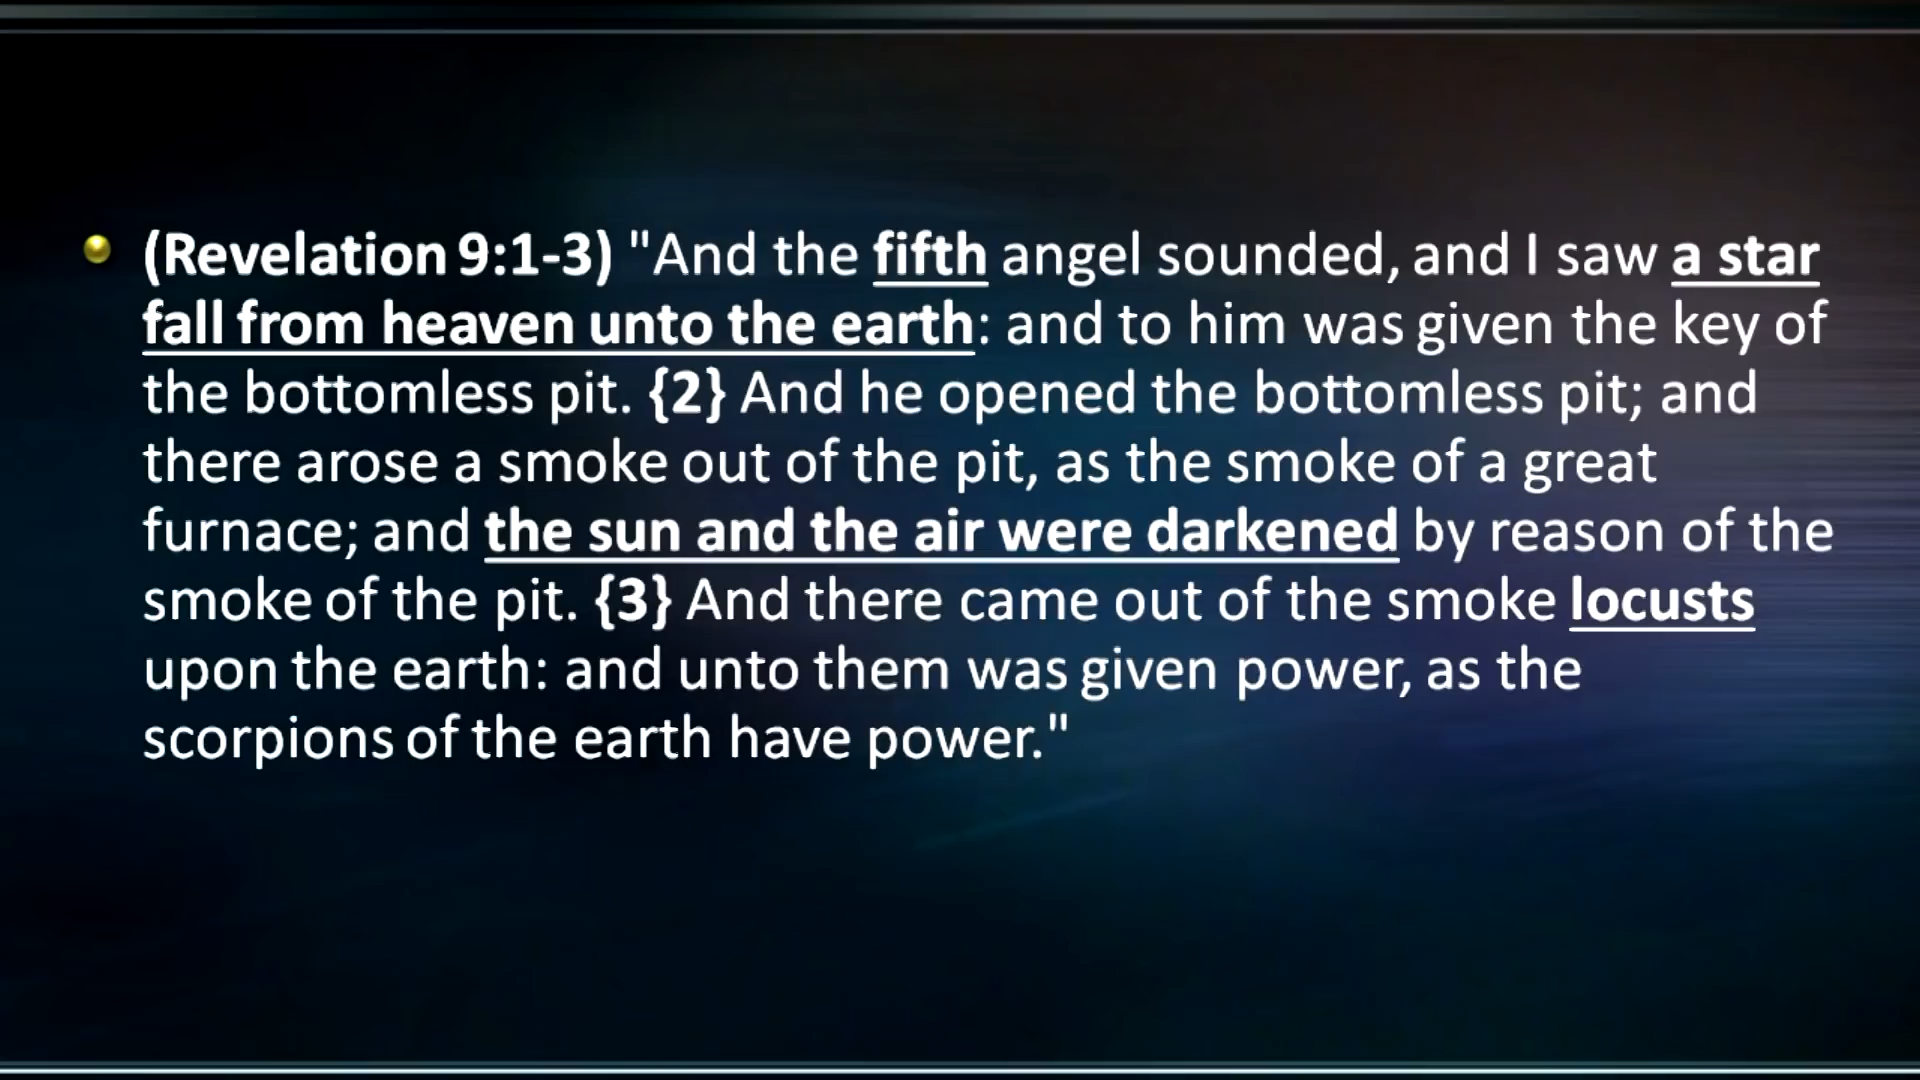 (Revelation 9:1-3) "And the fifth angel sounded, and I saw a star
fall from heaven unto the earth: and to him was given the key of
the bottomless pit. {2} And he opened the bottomless pit; and
there arose a smoke out of the pit, as the smoke of a great
furnace; and the sun and the air were darkened by reason of the
smoke of the pit. {3} And there came out of the smoke locusts
upon the earth: and unto them was given power, as the
scorpions of the earth have power."